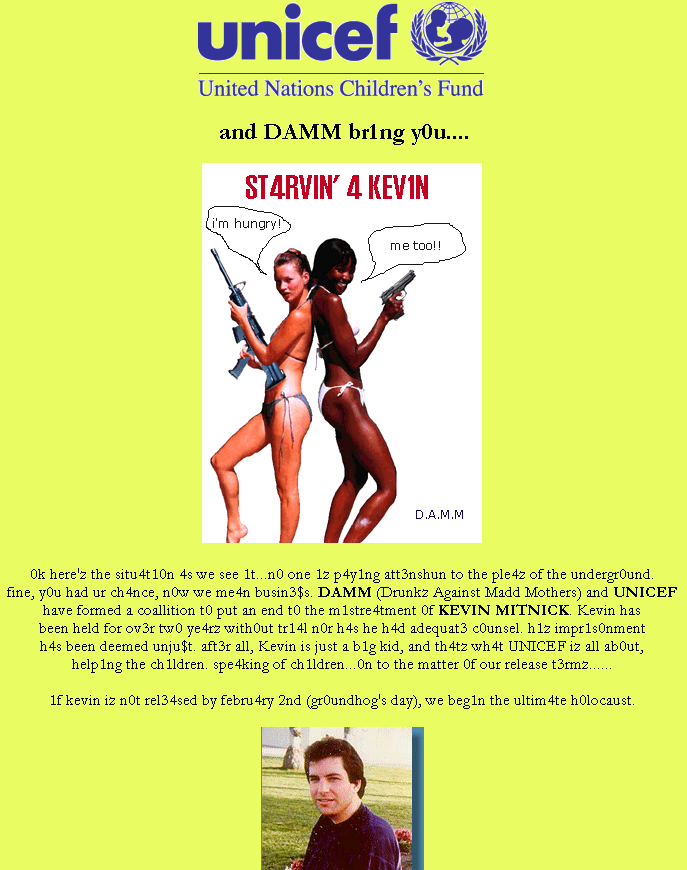 unicef
United Nations Children's Fund
and DAMM br1ng y0u....
ST4RVIN' 4 KEV1N
i'm hungry!
me too!!
D.A.M.M
0k here'z the situ4t10n 4s we see 1t...n0 one 1z p4y1ng att3nshun to the ple4z of the undergr0und.
fine, y0u had ur ch4nce, n0w we me4n busin3$s. DAMM (Drunkz Against Madd Mothers) and UNICEF
have formed a coallition t0 put an end t0 the m1stre4tment 0f KEVIN MITNICK. Kevin has
been held for ov3r tw0 ye4rz with0ut tr14l n0r h4s he h4d adequat3 c0unsel. h1z impr1s0nment
h4s been deemed unju$t. aft3r all, Kevin is just a b1g kid, and th4tz wh4t UNICEF iz all ab0ut,
help1ng the ch1ldren. spe4king of ch1ldren...0n to the matter 0f our release t3rmz......
1f kevin iz n0t rel34sed by febru4ry 2nd (gr0undhog's day), we beg1n the ultim4te h0locaust.